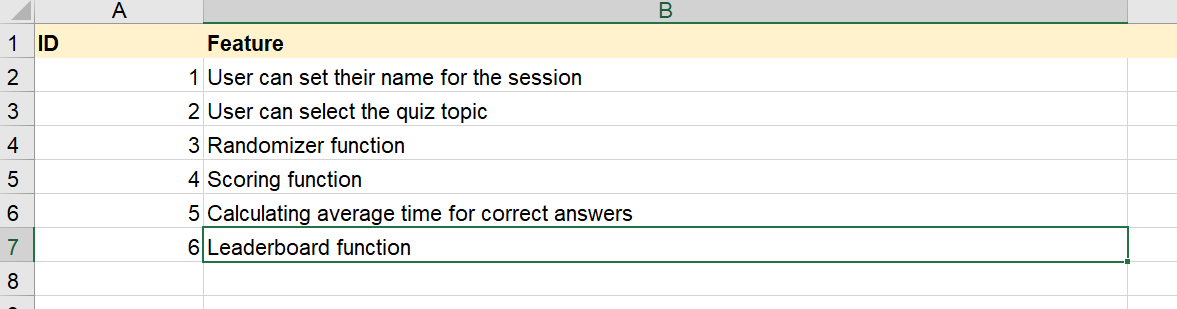 A B
1 ID Feature
2 1 User can set their name for the session
3 2 User can select the quiz topic
4 3 Randomizer function
5 4 Scoring function
6 5 Calculating average time for correct answers
7 6 Leaderboard function
8